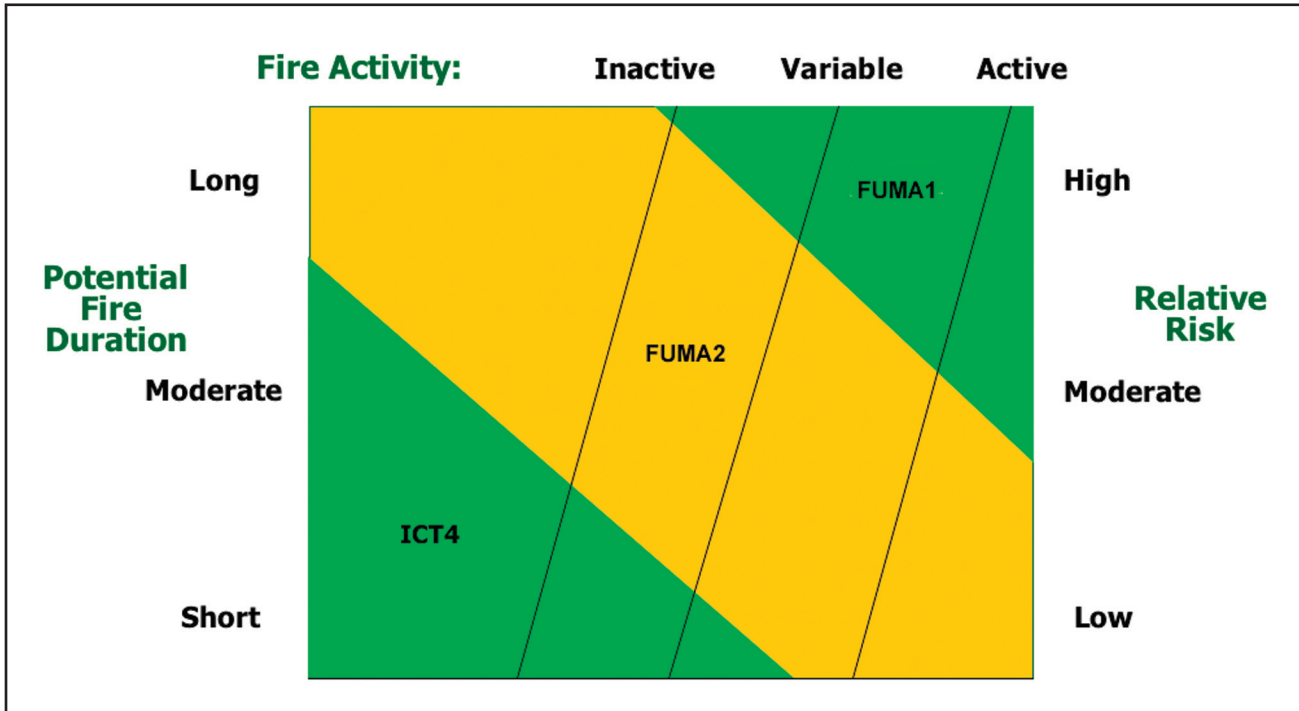 Fire Activity: Inactive Variable Active
Long
High
FUMA1
Potential
Fire
Duration
Relative
Risk
FUMA2
Moderate
Moderate
ICT4
Short
Low